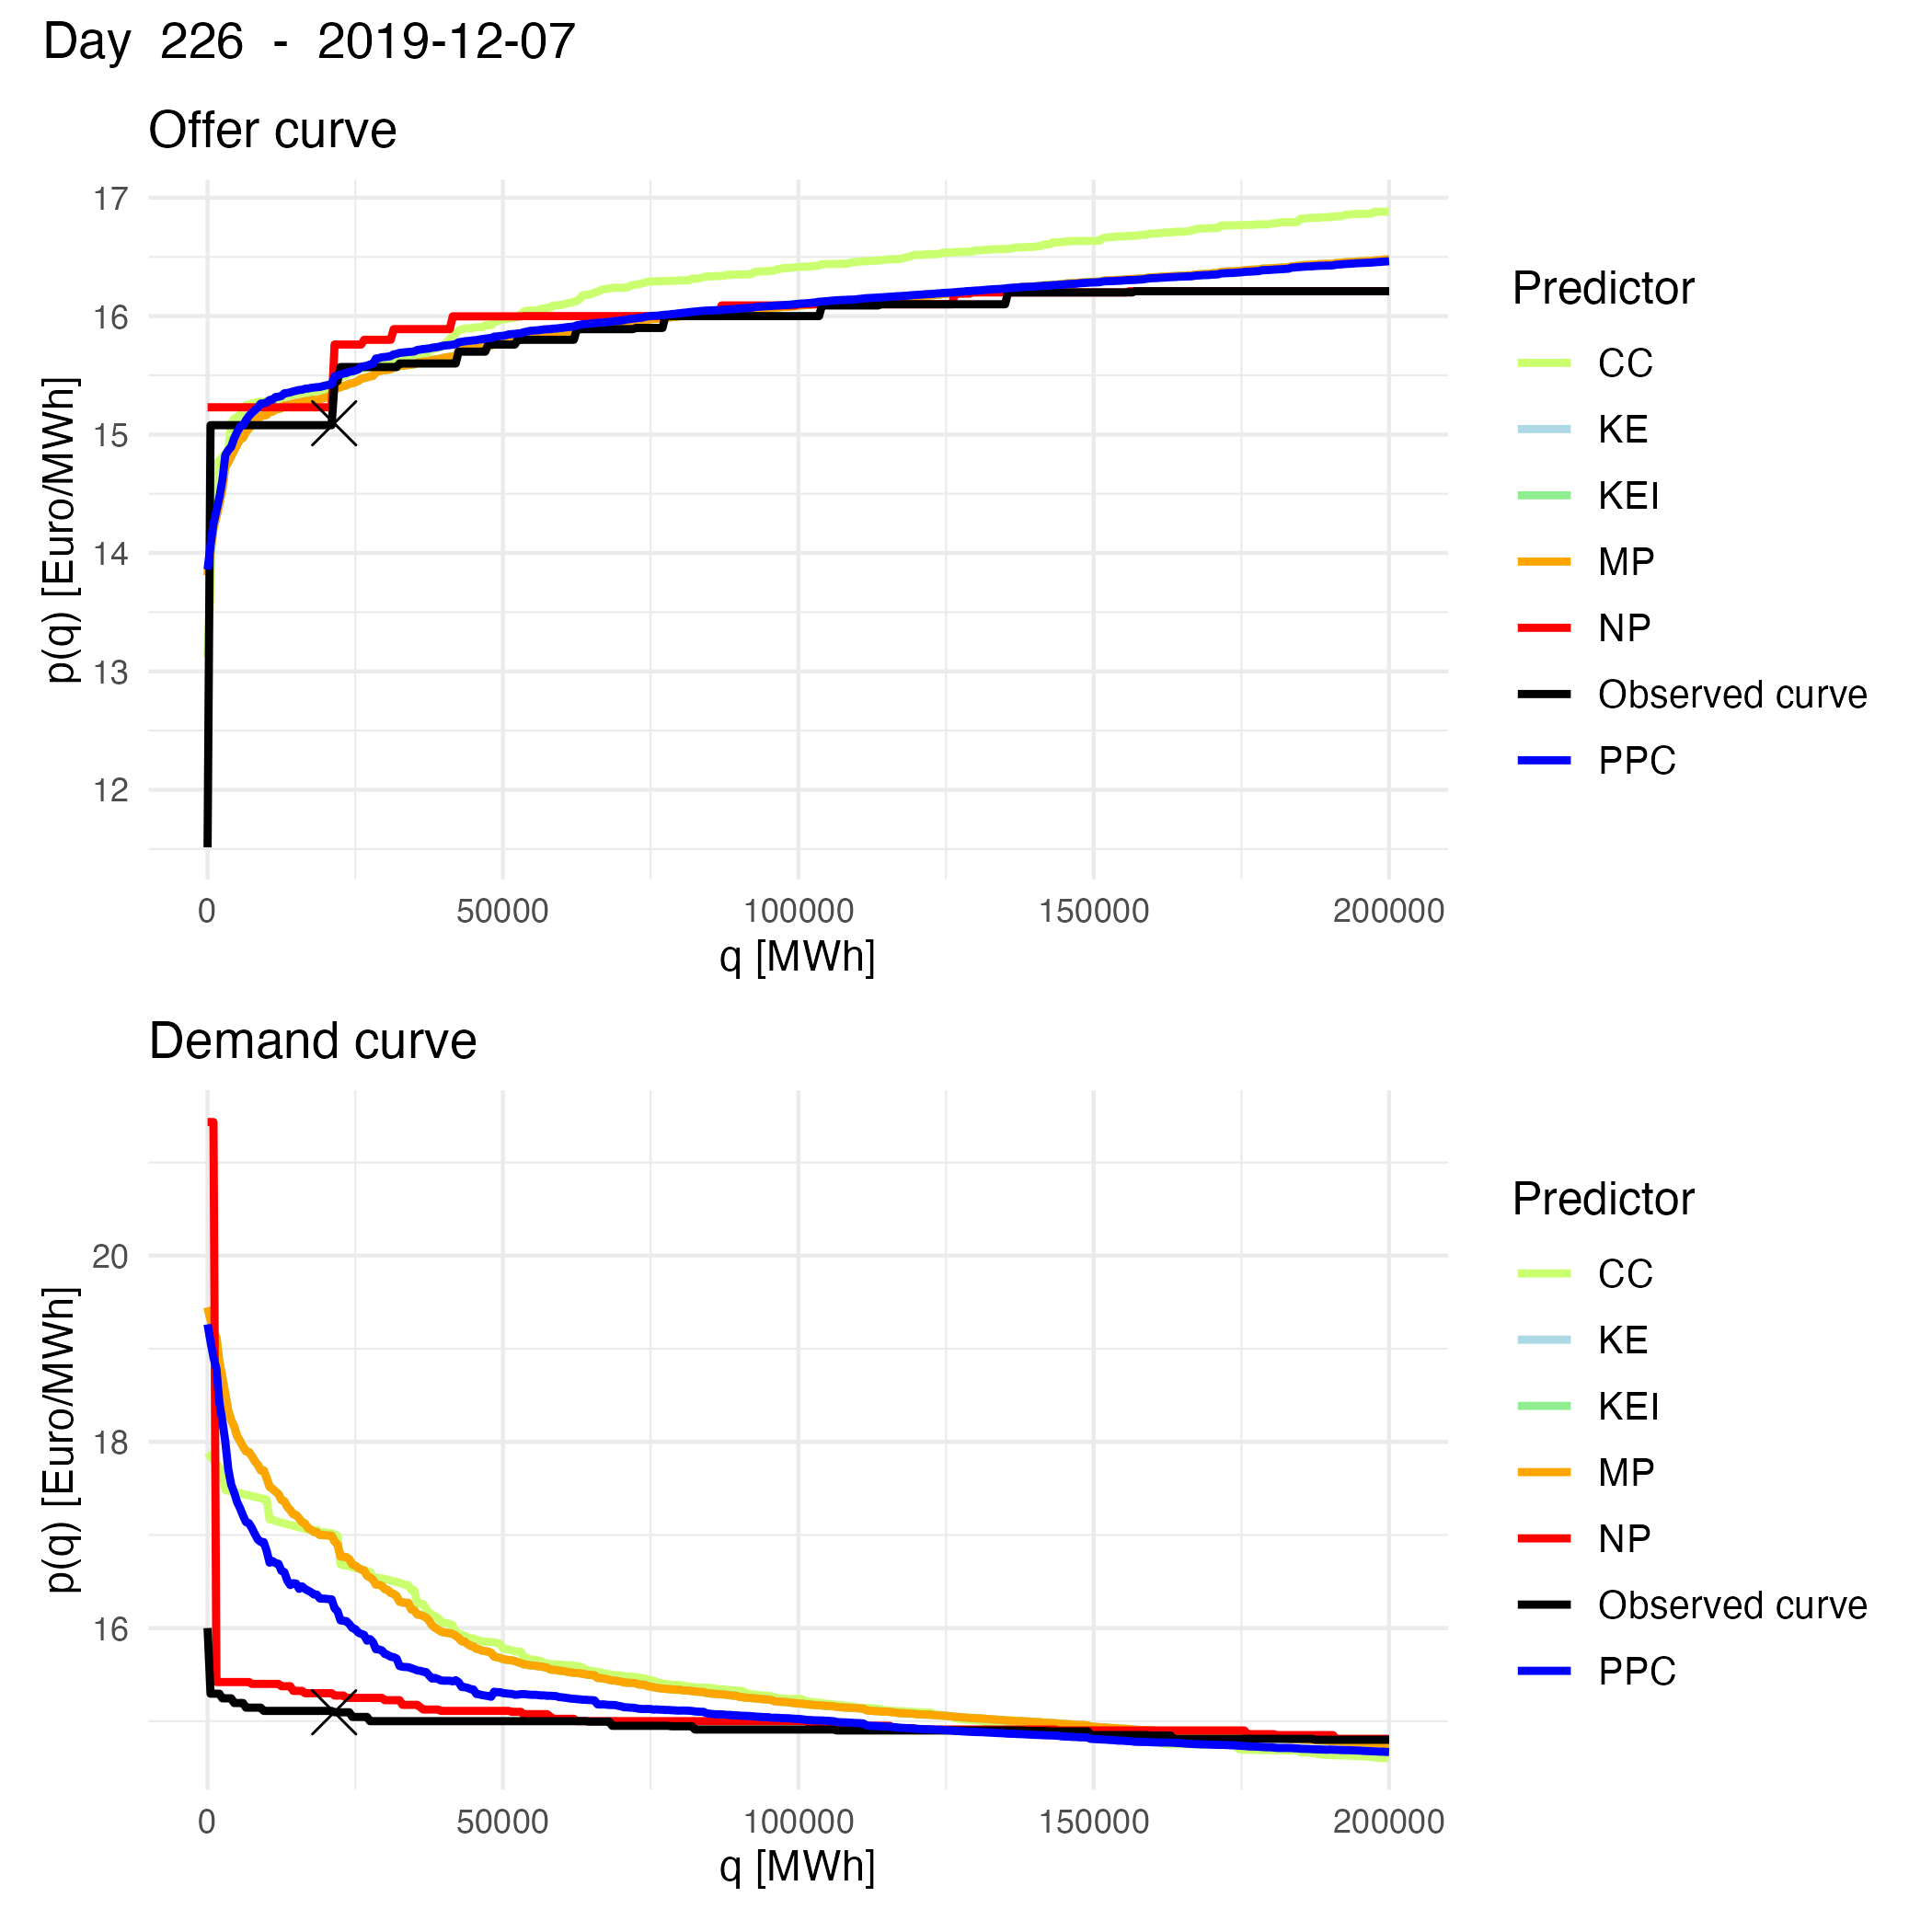 Day 226 - 2019-12-07
Offer curve
17
16
15
14
13
12
p(q) [Euro/MWh]
0 50000 100000 150000 200000
q [MWh]
Predictor
CC
KE
KEI
MP
NP
Observed curve
PPC
Demand curve
20
18
16
p(q) [Euro/MWh]
0 50000 100000 150000 200000
q [MWh]
Predictor
CC
KE
KEI
MP
NP
Observed curve
PPC